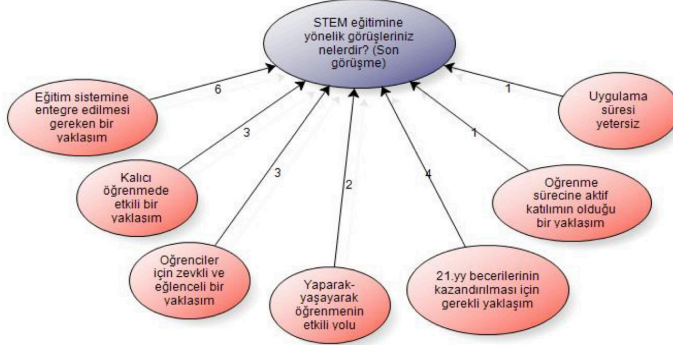 STEM eğitimine
yönelik görüşleriniz
nelerdir? (Son
görüşme)
6
1
Eğitim sistemine
entegre edilmesi
gereken bir
yaklaşım
Uygulama
süresi
yetersiz
3
1
Kalıcı
öğrenmede
etkili bir
yaklaşım
3
2
4
Öğrenme
sürecine aktif
katılımın olduğu
bir yaklaşım
Öğrenciler
için zevkli ve
eğlenceli bir
yaklaşım
Yaparak-
yaşayarak
öğrenmenin
etkili yolu
21.yy becerilerinin
kazandırılması için
gerekli yaklaşım